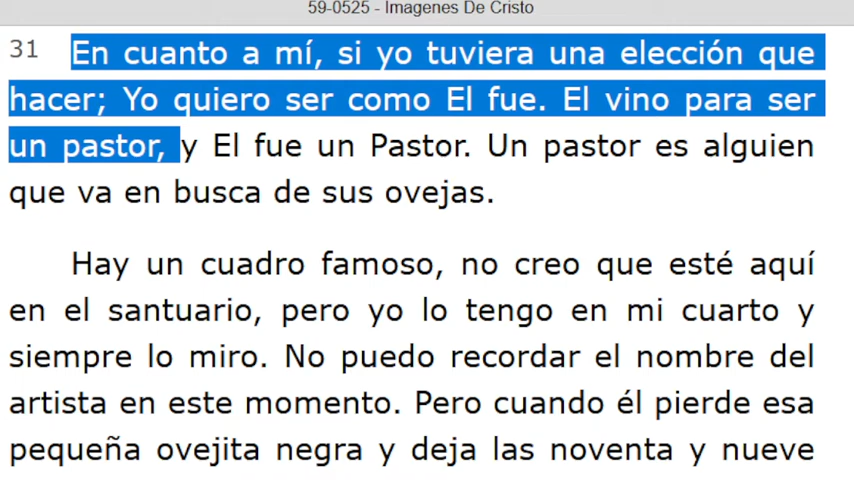 59-0525 - Imagenes De Cristo
31 En cuanto a mí, si yo tuviera una elección que
hacer; Yo quiero ser como El fue. El vino para ser
un pastor, y El fue un Pastor. Un pastor es alguien
que va en busca de sus ovejas.
Hay un cuadro famoso, no creo que esté aquí
en el santuario, pero yo lo tengo en mi cuarto y
siempre lo miro. No puedo recordar el nombre del
artista en este momento. Pero cuando él pierde esa
pequeña ovejita negra y deja las noventa y nueve